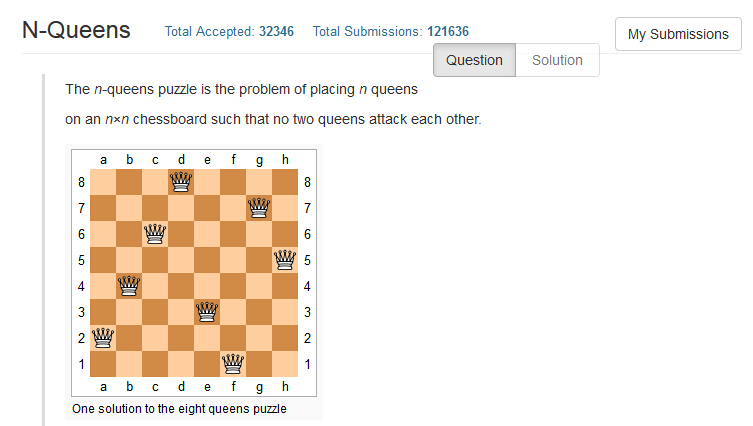 N-Queens Total Accepted: 32346 Total Submissions: 121636 My Submissions
Question Solution
The n-queens puzzle is the problem of placing n queens
on an n×n chessboard such that no two queens attack each other.
a b c d e f g h
8 8
7 7
6 6
5 5
4 4
3 3
2 2
1 1
a b c d e f g h
One solution to the eight queens puzzle